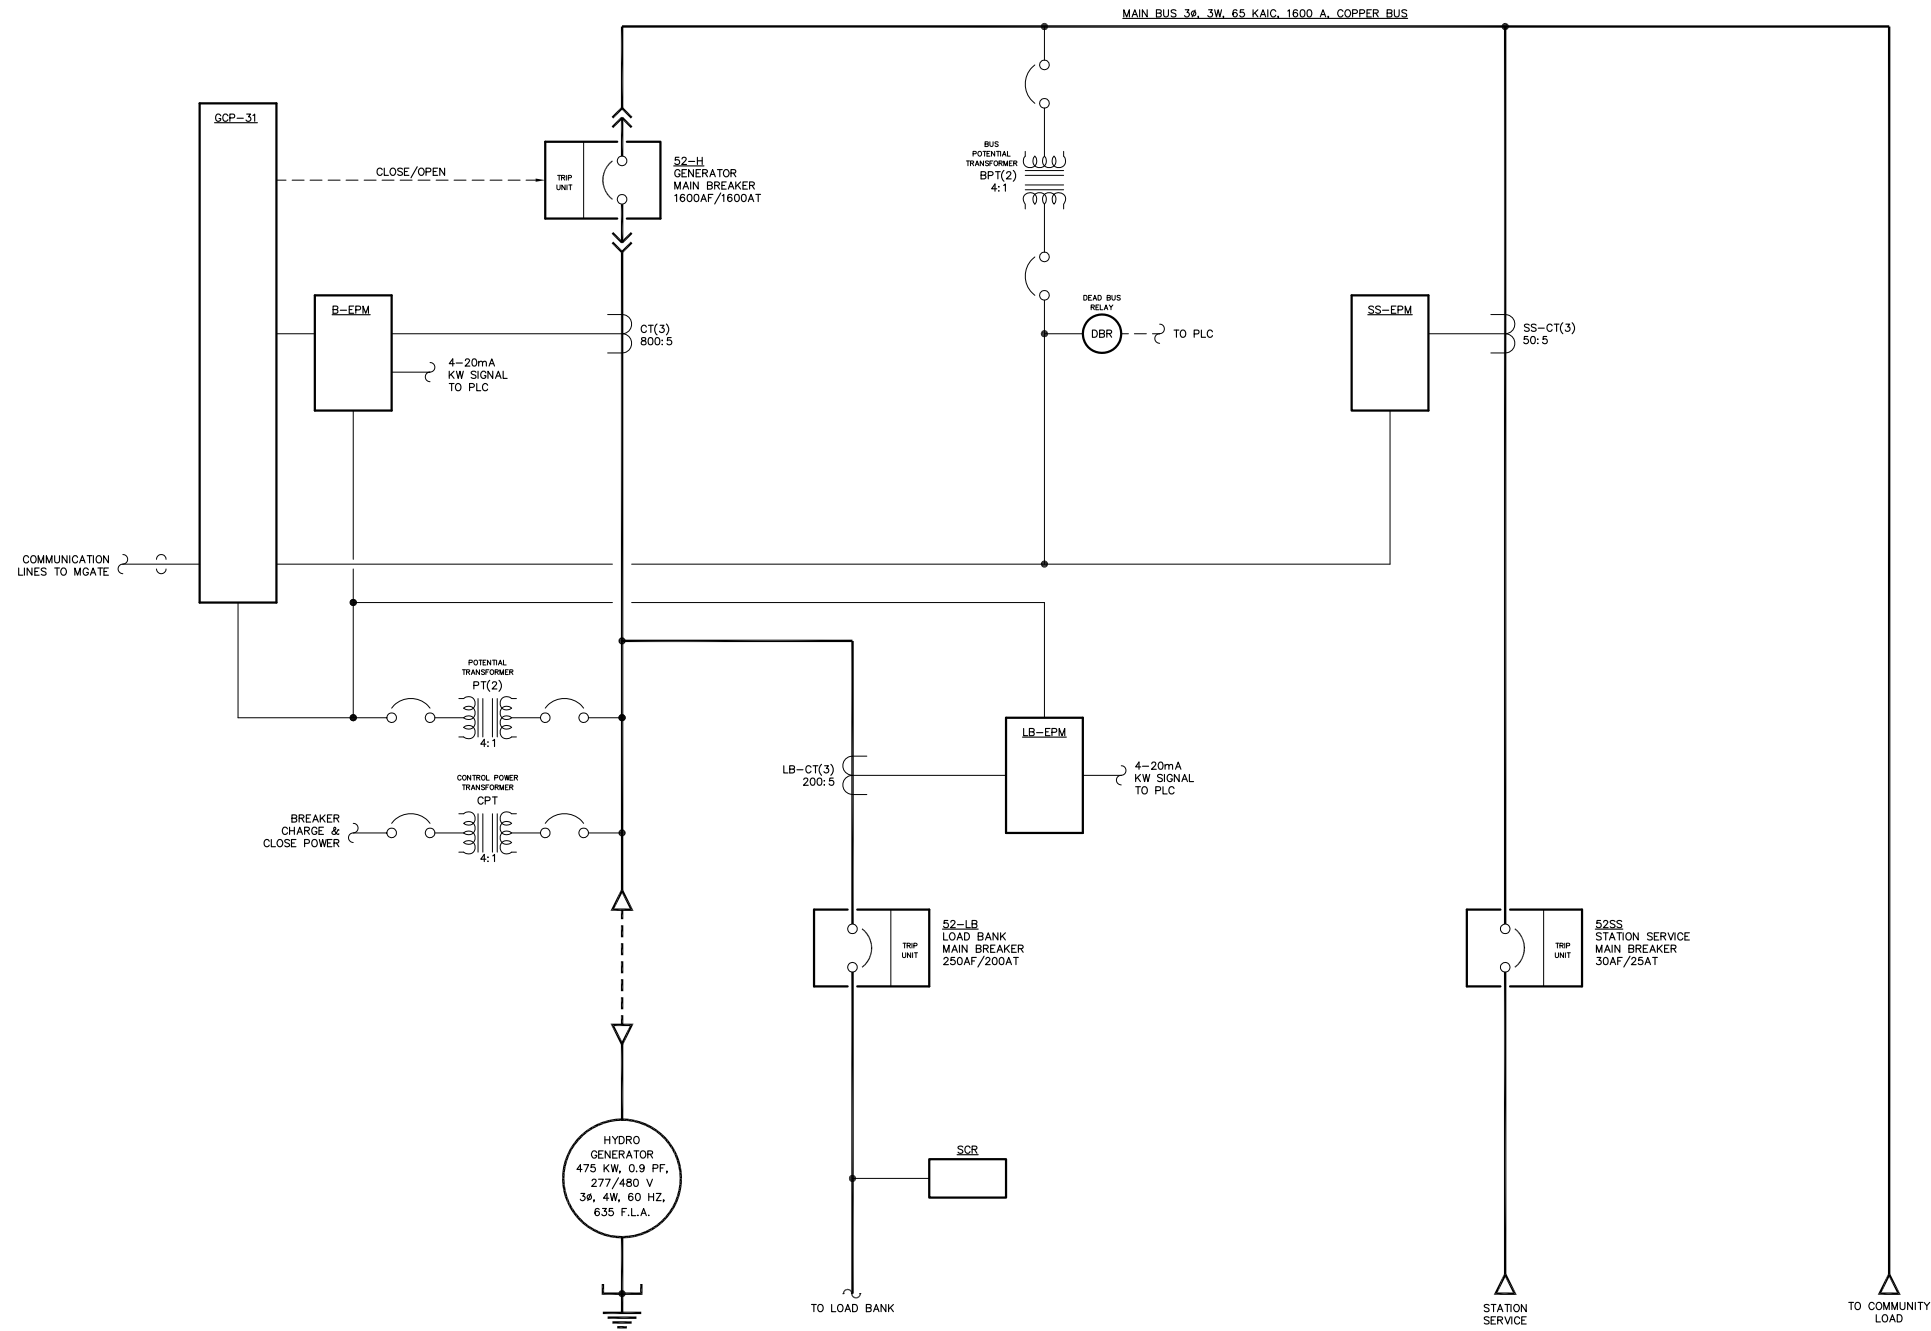 MAIN BUS 3ø, 3W, 65 KAIC, 1600 A, COPPER BUS
GCP-31
CLOSE/OPEN
TRIP
UNIT
52-H
GENERATOR
MAIN BREAKER
1600AF/1600AT
BUS
POTENTIAL
TRANSFORMER
BPT(2)
4:1
B-EPM
CT(3)
800:5
4-20mA
KW SIGNAL
TO PLC
DEAD BUS
RELAY
DBR
TO PLC
SS-EPM
SS-CT(3)
50:5
COMMUNICATION
LINES TO MGATE
POTENTIAL
TRANSFORMER
PT(2)
4:1
CONTROL POWER
TRANSFORMER
CPT
4:1
BREAKER
CHARGE &
CLOSE POWER
LB-CT(3)
200:5
LB-EPM
4-20mA
KW SIGNAL
TO PLC
TRIP
UNIT
52-LB
LOAD BANK
MAIN BREAKER
250AF/200AT
TRIP
UNIT
52SS
STATION SERVICE
MAIN BREAKER
30AF/25AT
HYDRO
GENERATOR
475 KW, 0.9 PF,
277/480 V
3ø, 4W, 60 HZ,
635 F.L.A.
SCR
TO LOAD BANK
STATION
SERVICE
TO COMMUNITY
LOAD